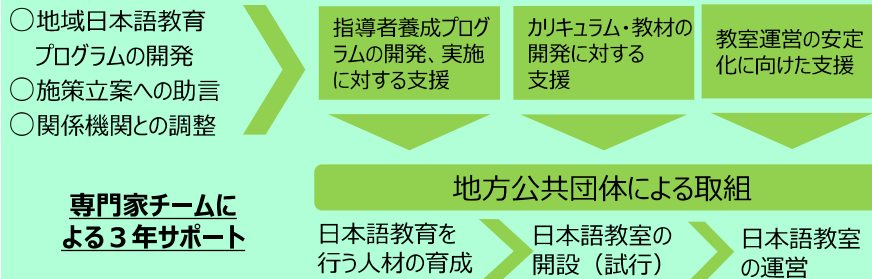 ○地域日本語教育
プログラムの開発
○施策立案への助言
○関係機関との調整
専門家チームに
よる３年サポート
指導者養成プログ
ラムの開発、実施
に対する支援
カリキュラム・教材の
開発に対する
支援
教室運営の安定
化に向けた支援
地方公共団体による取組
日本語教育を
行う人材の育成
日本語教室の
開設（試行）
日本語教室
の運営